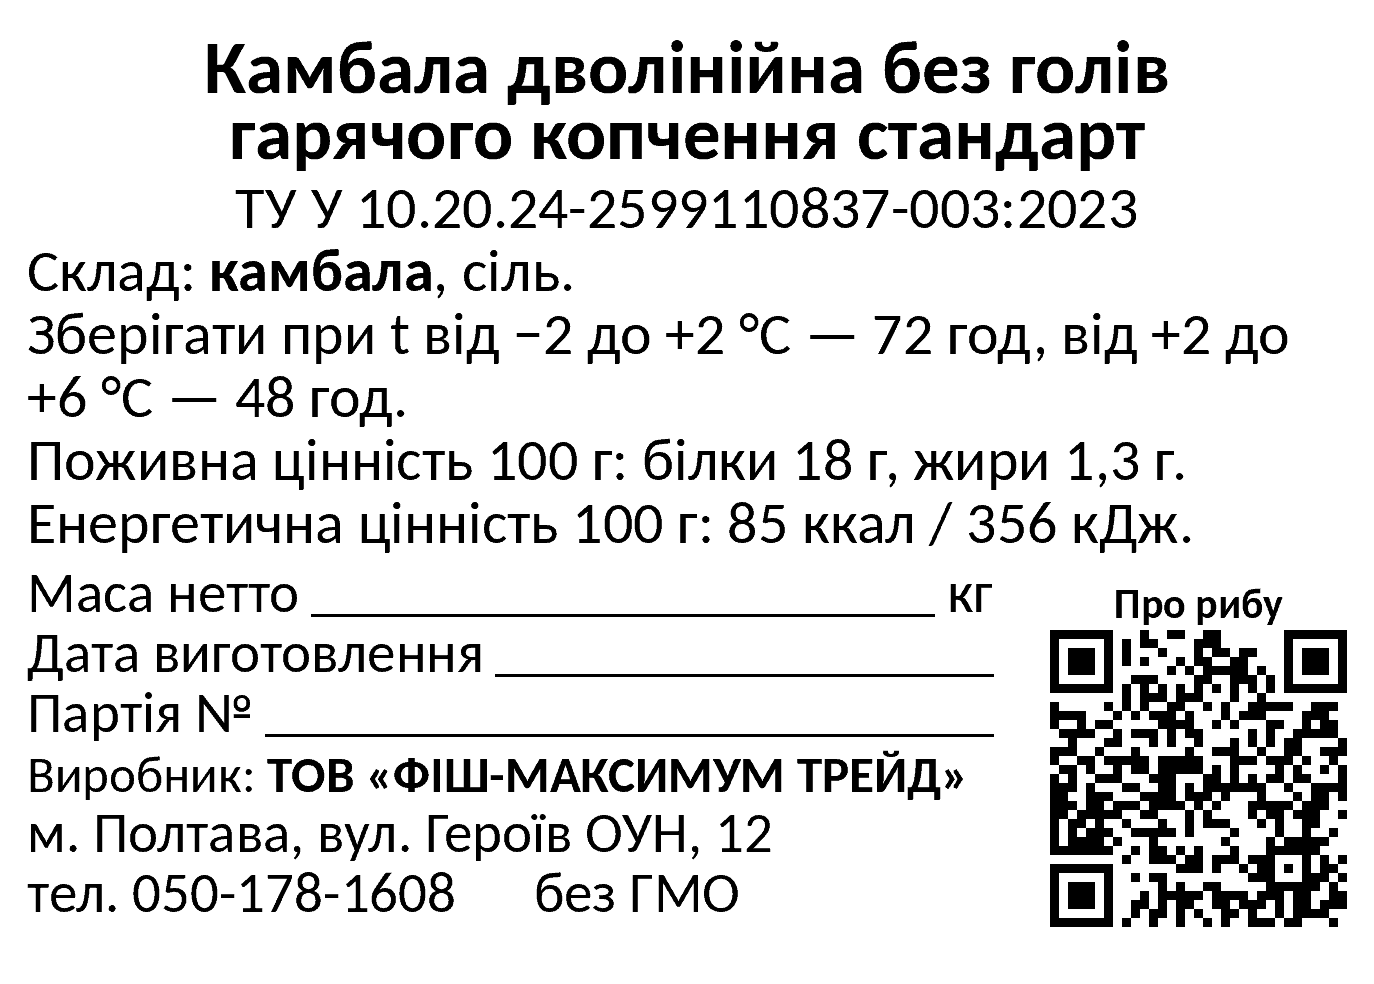 Камбала дволінійна без голів
гарячого копчення стандарт
ТУ У 10.20.24-2599110837-003:2023
Склад: камбала, сіль.
Зберігати при t від −2 до +2 °C — 72 год, від +2 до
+6 °C — 48 год.
Поживна цінність 100 г: білки 18 г, жири 1,3 г.
Енергетична цінність 100 г: 85 ккал / 356 кДж.
Маса нетто ____________________ кг
Дата виготовлення ________________
Партія № ________________________
Виробник: ТОВ «ФІШ-МАКСИМУМ ТРЕЙД»
м. Полтава, вул. Героїв ОУН, 12
тел. 050-178-1608 без ГМО
Про рибу